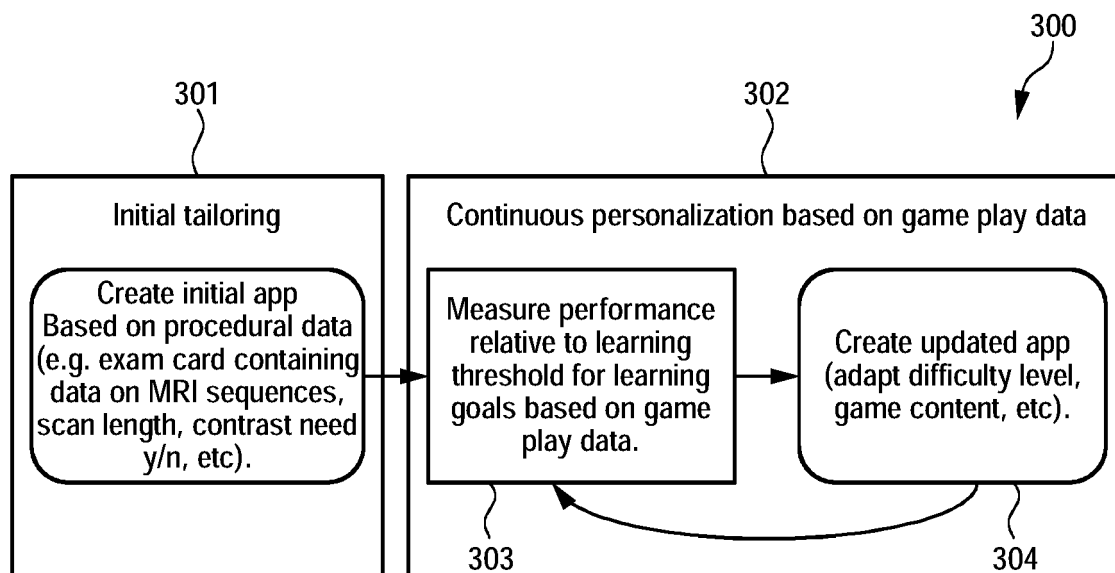 300
301
302
Initial tailoring
Create initial app
Based on procedural data
(e.g. exam card containing
data on MRI sequences,
scan length, contrast need
y/n, etc).
Continuous personalization based on game play data
Measure performance
relative to learning
threshold for learning
goals based on game
play data.
Create updated app
(adapt difficulty level,
game content, etc).
303
304